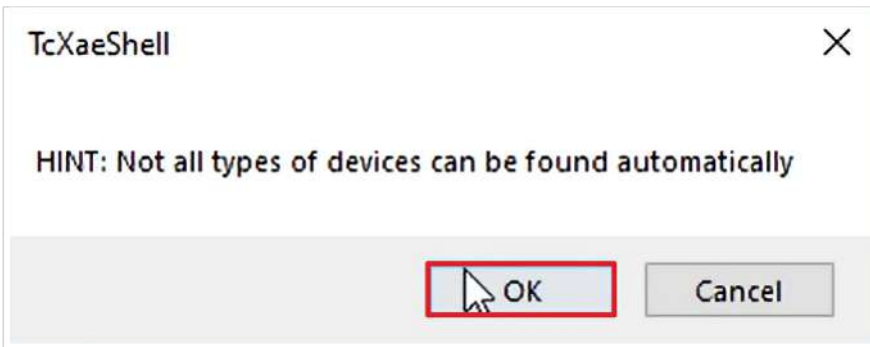 TcXaeShell
HINT: Not all types of devices can be found automatically
OK
Cancel